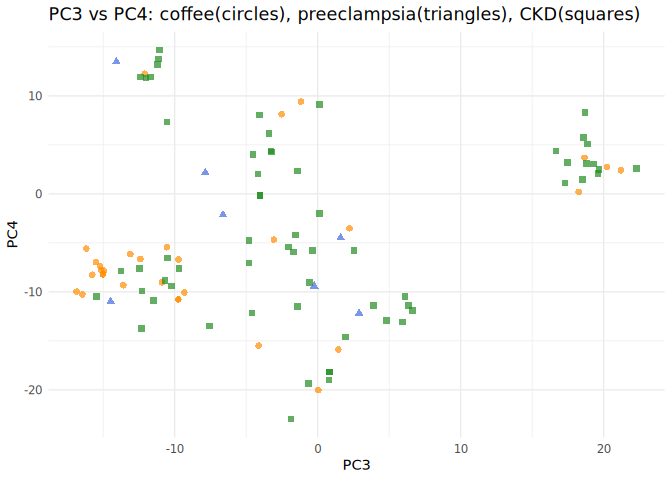 PC3 vs PC4: coffee(circles), preeclampsia(triangles), CKD(squares)
10
0
-10
-20
PC4
-10
0
10
20
PC3